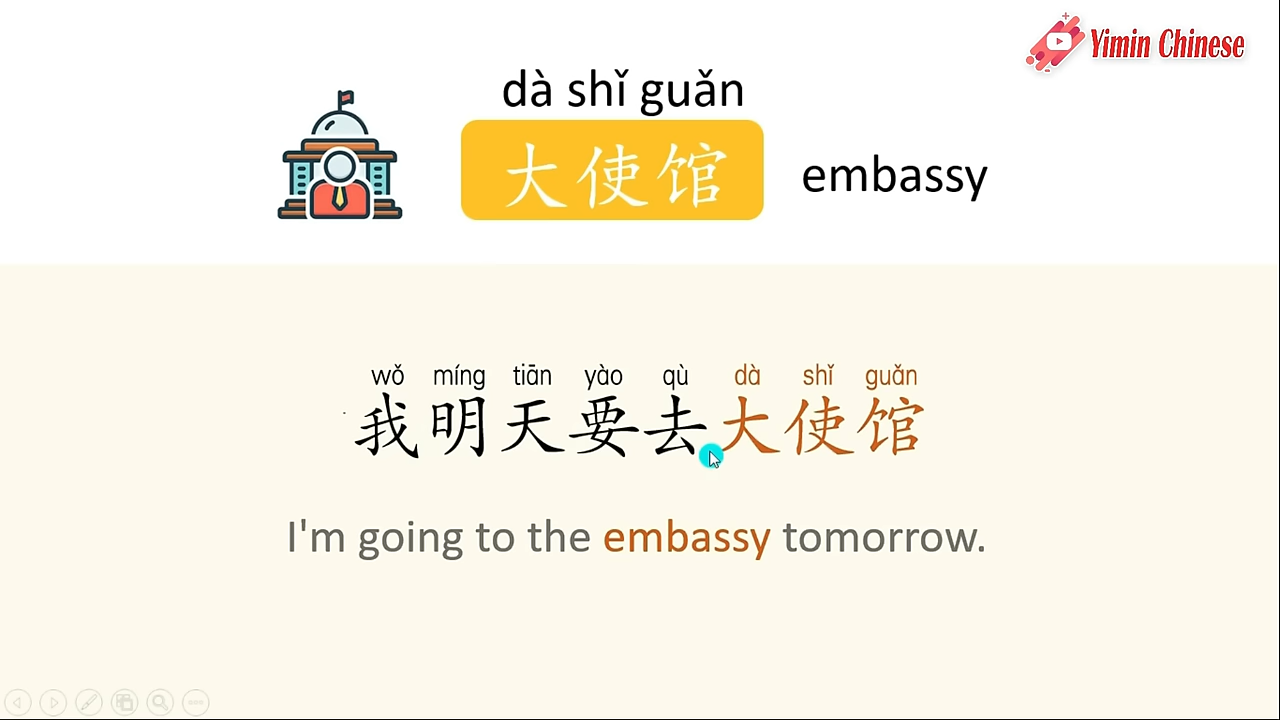 Yimin Chinese
dà shǐ guǎn
大使馆
embassy
wǒ míng tiān yào qù dà shǐ guǎn
我明天要去大使馆
I'm going to the embassy tomorrow.